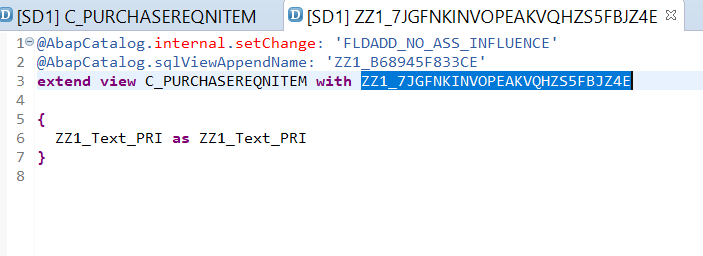 [SD1] C_PURCHASEREQNITEM [SD1] ZZ1_7JGFNKINVOPEAKVQHZS5FBJZ4E
1 @AbapCatalog.internal.setChange: 'FLDADD_NO_ASS_INFLUENCE'
2 @AbapCatalog.sqlViewAppendName: 'ZZ1_B68945F833CE'
3 extend view C_PURCHASEREQNITEM with ZZ1_7JGFNKINVOPEAKVQHZS5FBJZ4E
4
5 {
6 ZZ1_Text_PRI as ZZ1_Text_PRI
7 }
8